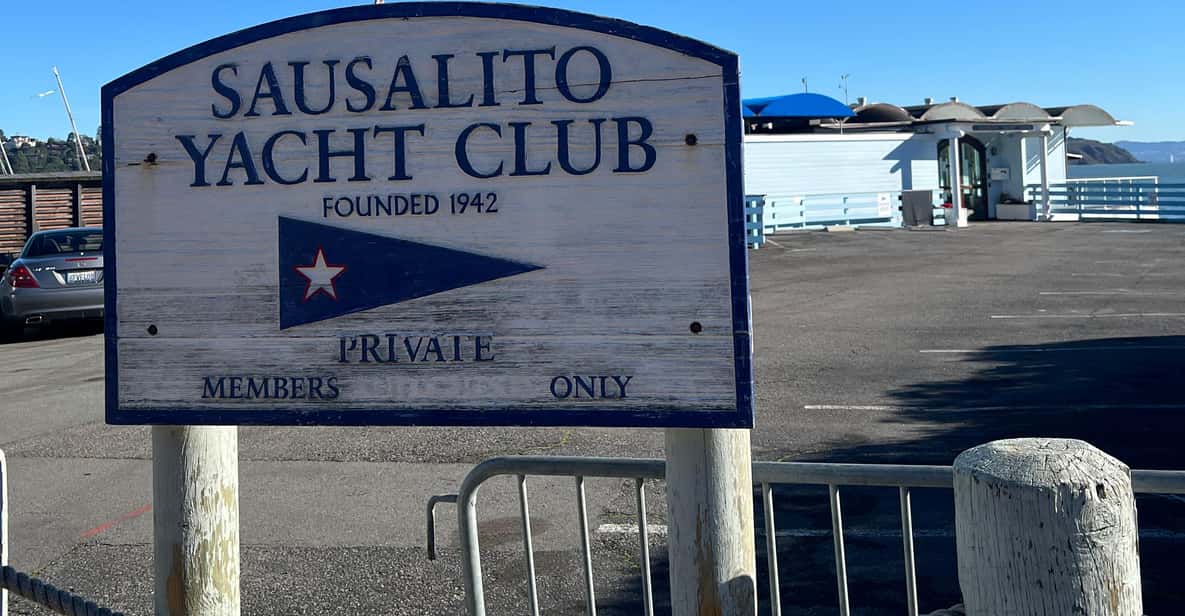 SAUSALITO
YACHT CLUB
FOUNDED 1942
PRIVATE
MEMBERS ONLY